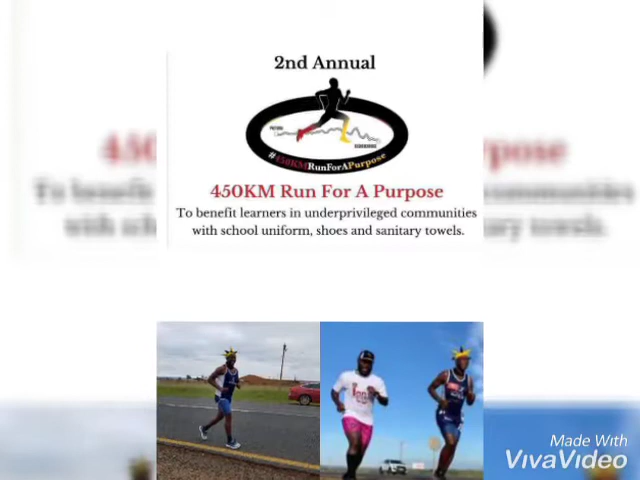 2nd Annual
#450KMRunForAPurpose
450KM Run For A Purpose
To benefit learners in underprivileged communities
with school uniform, shoes and sanitary towels.
Made With
VivaVideo